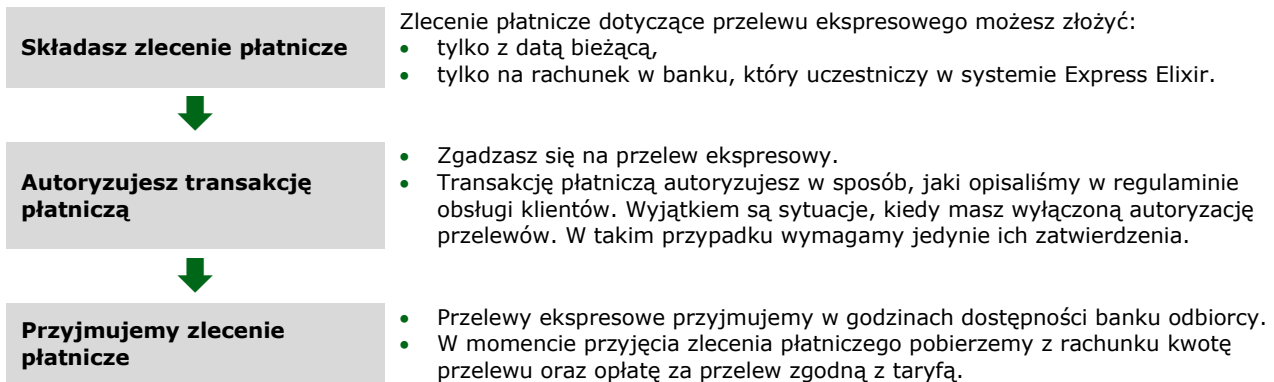 Składasz zlecenie płatnicze
Zlecenie płatnicze dotyczące przelewu ekspresowego możesz złożyć:
• tylko z datą bieżącą,
• tylko na rachunek w banku, który uczestniczy w systemie Express Elixir.
Autoryzujesz transakcję
płatniczą
• Zgadzasz się na przelew ekspresowy.
• Transakcję płatniczą autoryzujesz w sposób, jaki opisaliśmy w regulaminie
obsługi klientów. Wyjątkiem są sytuacje, kiedy masz wyłączoną autoryzację
przelewów. W takim przypadku wymagamy jedynie ich zatwierdzenia.
Przyjmujemy zlecenie
płatnicze
• Przelewy ekspresowe przyjmujemy w godzinach dostępności banku odbiorcy.
• W momencie przyjęcia zlecenia płatniczego pobierzemy z rachunku kwotę
przelewu oraz opłatę za przelew zgodną z taryfą.